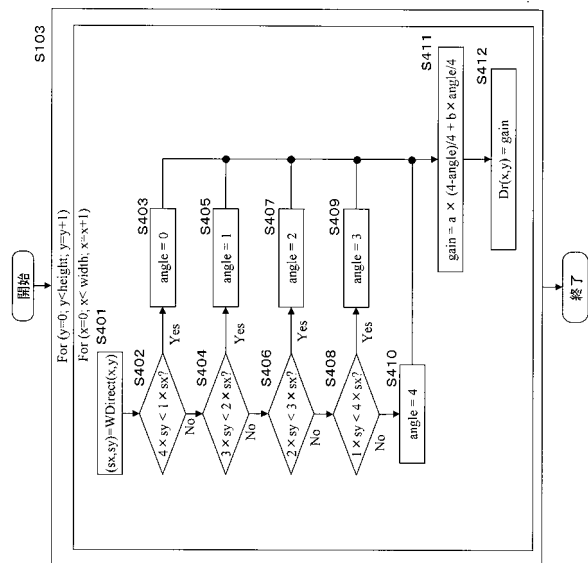 開始
S103
For (y=0; y<height; y=y+1)
For (x=0; x< width; x=x+1)
S401
(sx,sy)=WDirect(x,y)
S402
4×sy < 1×sx?
Yes
No
S403
angle = 0
S404
3×sy < 2×sx?
Yes
No
S405
angle = 1
S406
2×sy < 3×sx?
Yes
No
S407
angle = 2
S408
1×sy < 4×sx?
Yes
No
S409
angle = 3
S410
angle = 4
S411
gain = a × (4-angle)/4 + b × angle/4
S412
Dr(x,y) = gain
終了